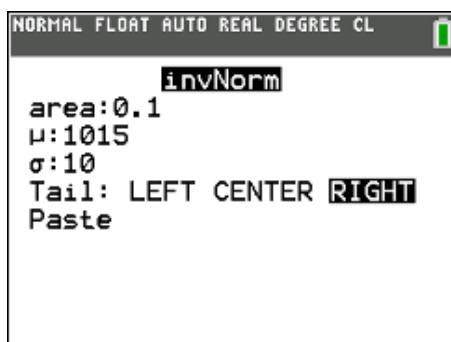 NORMAL FLOAT AUTO REAL DEGREE CL
invNorm
area:0.1
μ:1015
σ:10
Tail: LEFT CENTER RIGHT
Paste